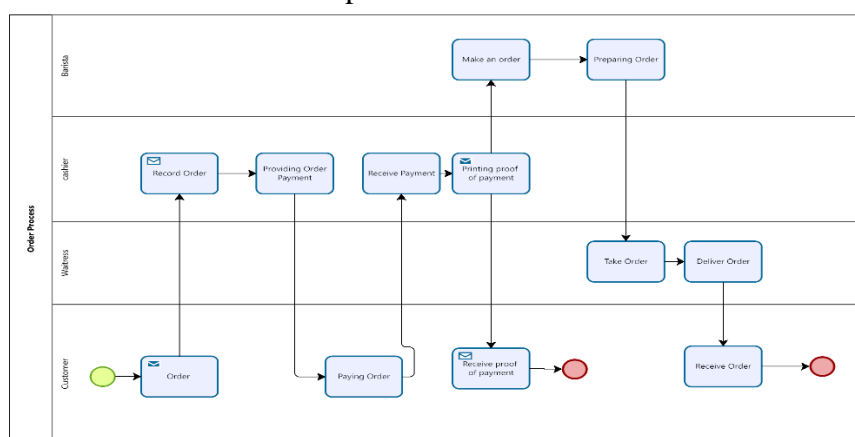 Order Process
Barista
Make an order
Preparing Order
cashier
Record Order
Providing Order
Payment
Receive Payment
Printing proof
of payment
Waitress
Take Order
Deliver Order
Customer
Order
Paying Order
Receive proof
of payment
Receive Order